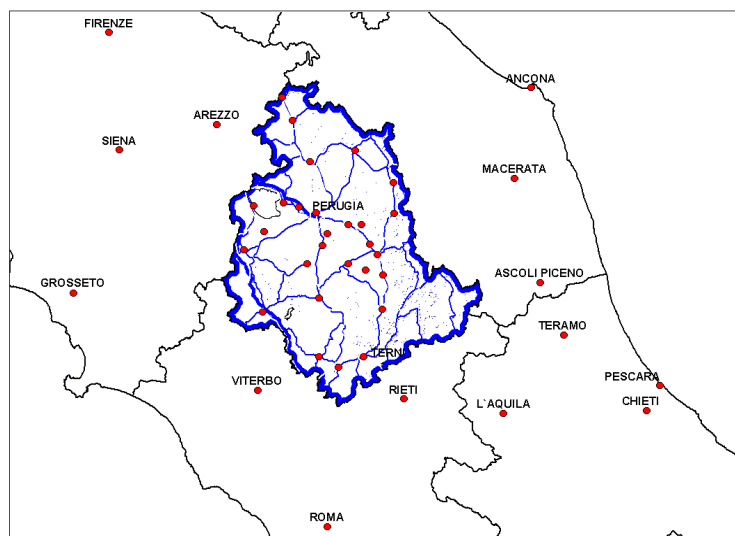 FIRENZE
ANCONA
AREZZO
SIENA
MACERATA
PERUGIA
GROSSETO
ASCOLI PICENO
TERAMO
TERNI
PESCARA
VITERBO
RIETI
L`AQUILA
CHIETI
ROMA